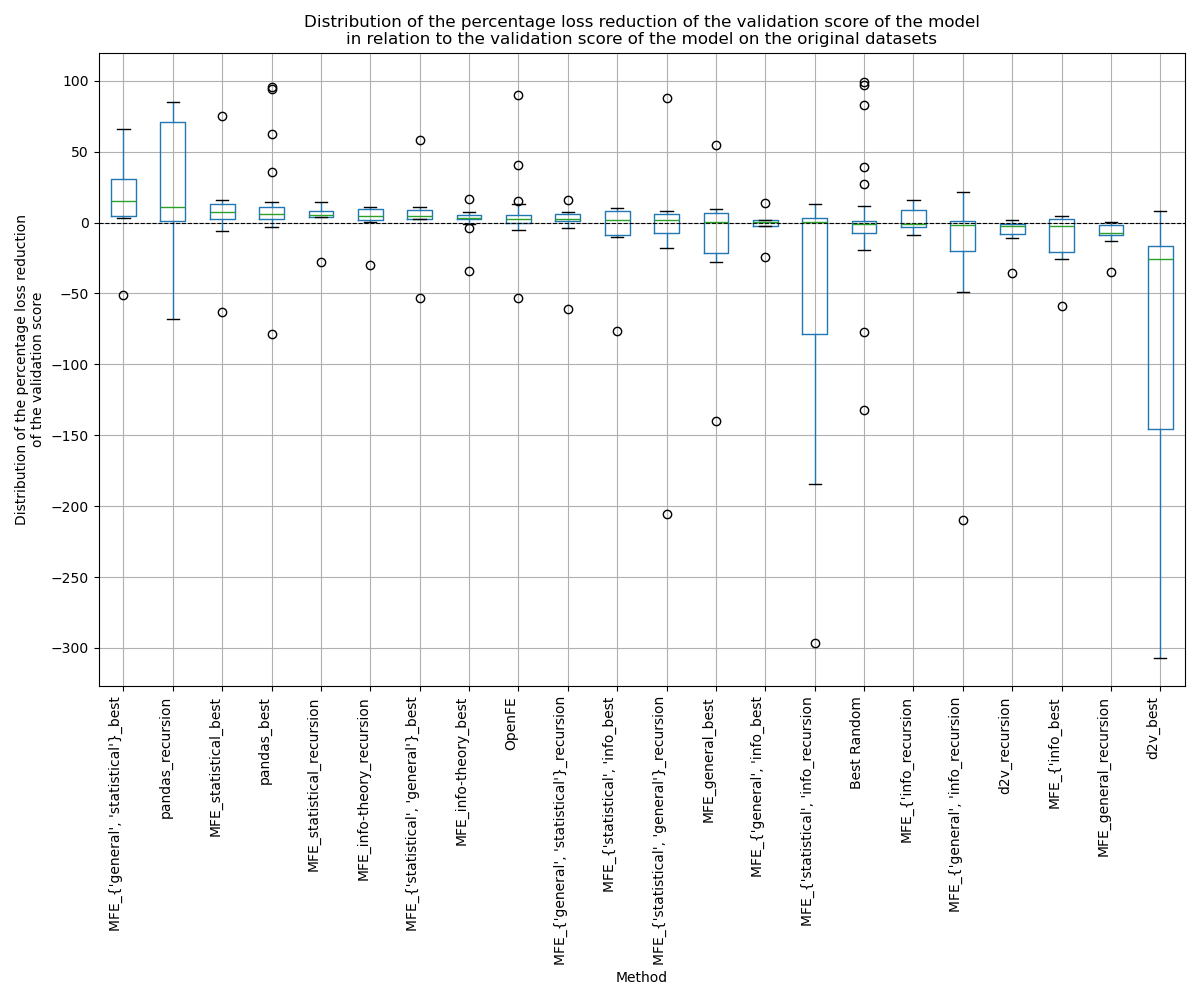 Distribution of the percentage loss reduction of the validation score of the model
in relation to the validation score of the model on the original datasets
Distribution of the percentage loss reduction
of the validation score
100
50
0
−50
−100
−150
−200
−250
−300
MFE_{'general', 'statistical'}_best
pandas_recursion
MFE_statistical_best
pandas_best
MFE_statistical_recursion
MFE_info-theory_recursion
MFE_{'statistical', 'general'}_best
MFE_info-theory_best
OpenFE
MFE_{'general', 'statistical'}_recursion
MFE_{'statistical', 'info_best
MFE_{'statistical', 'general'}_recursion
MFE_general_best
MFE_{'general', 'info_best
MFE_{'statistical', 'info_recursion
Best Random
MFE_{'info_recursion
MFE_{'general', 'info_recursion
d2v_recursion
MFE_{'info_best
MFE_general_recursion
d2v_best
Method